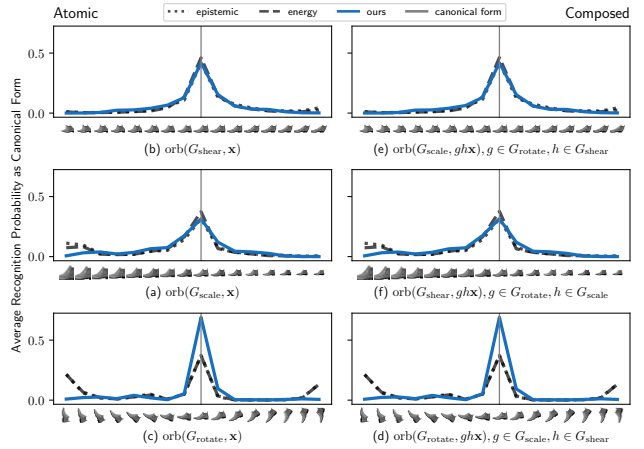 Atomic
epistemic energy ours canonical form
Composed
Average Recognition Probability as Canonical Form
0.5
0.0
(b) orb(G_shear, x)
(e) orb(G_scale, ghx), g ∈ G_rotate, h ∈ G_shear
0.5
0.0
(a) orb(G_scale, x)
(f) orb(G_shear, ghx), g ∈ G_rotate, h ∈ G_scale
0.5
0.0
(c) orb(G_rotate, x)
(d) orb(G_rotate, ghx), g ∈ G_scale, h ∈ G_shear